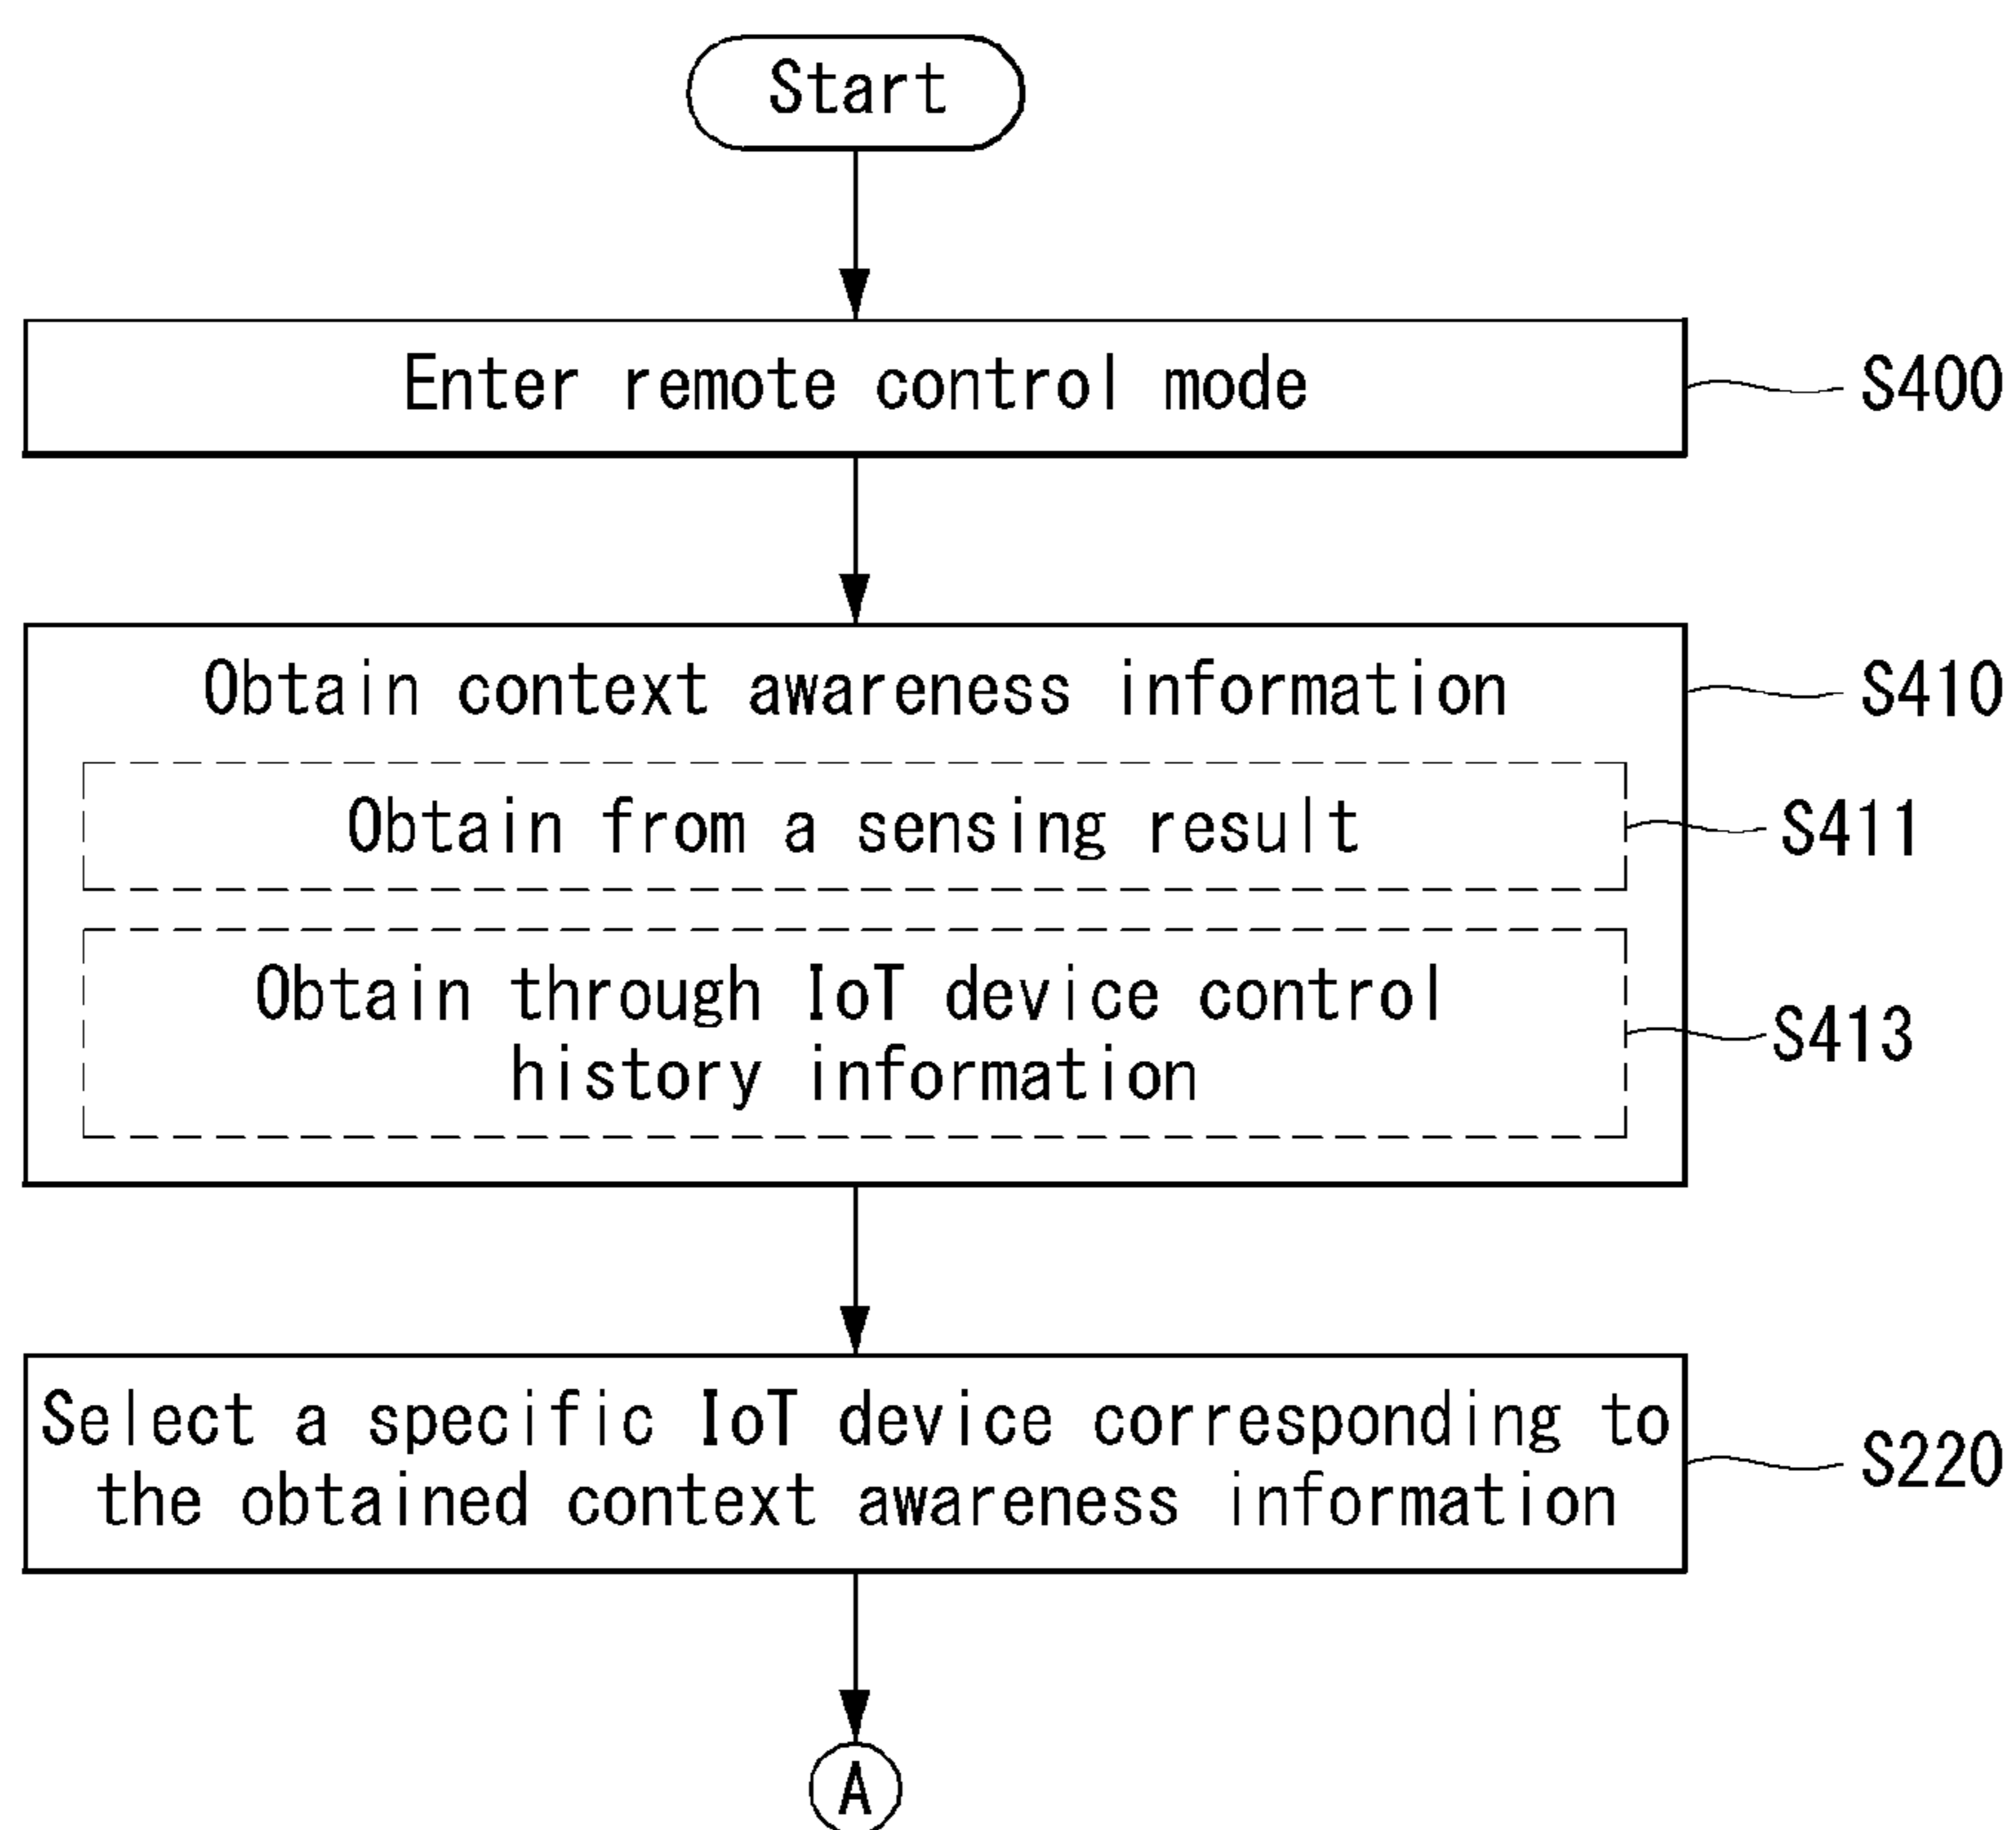 Start
Enter remote control mode
S400
Obtain context awareness information
S410
Obtain from a sensing result
S411
Obtain through IoT device control
history information
S413
Select a specific IoT device corresponding to
the obtained context awareness information
S220
A